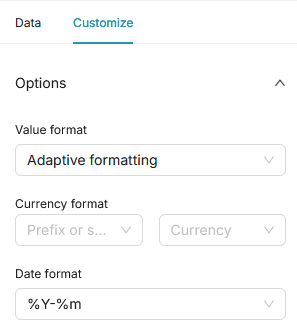 Data Customize
Options
Value format
Adaptive formatting
Currency format
Prefix or s... Currency
Date format
%Y-%m